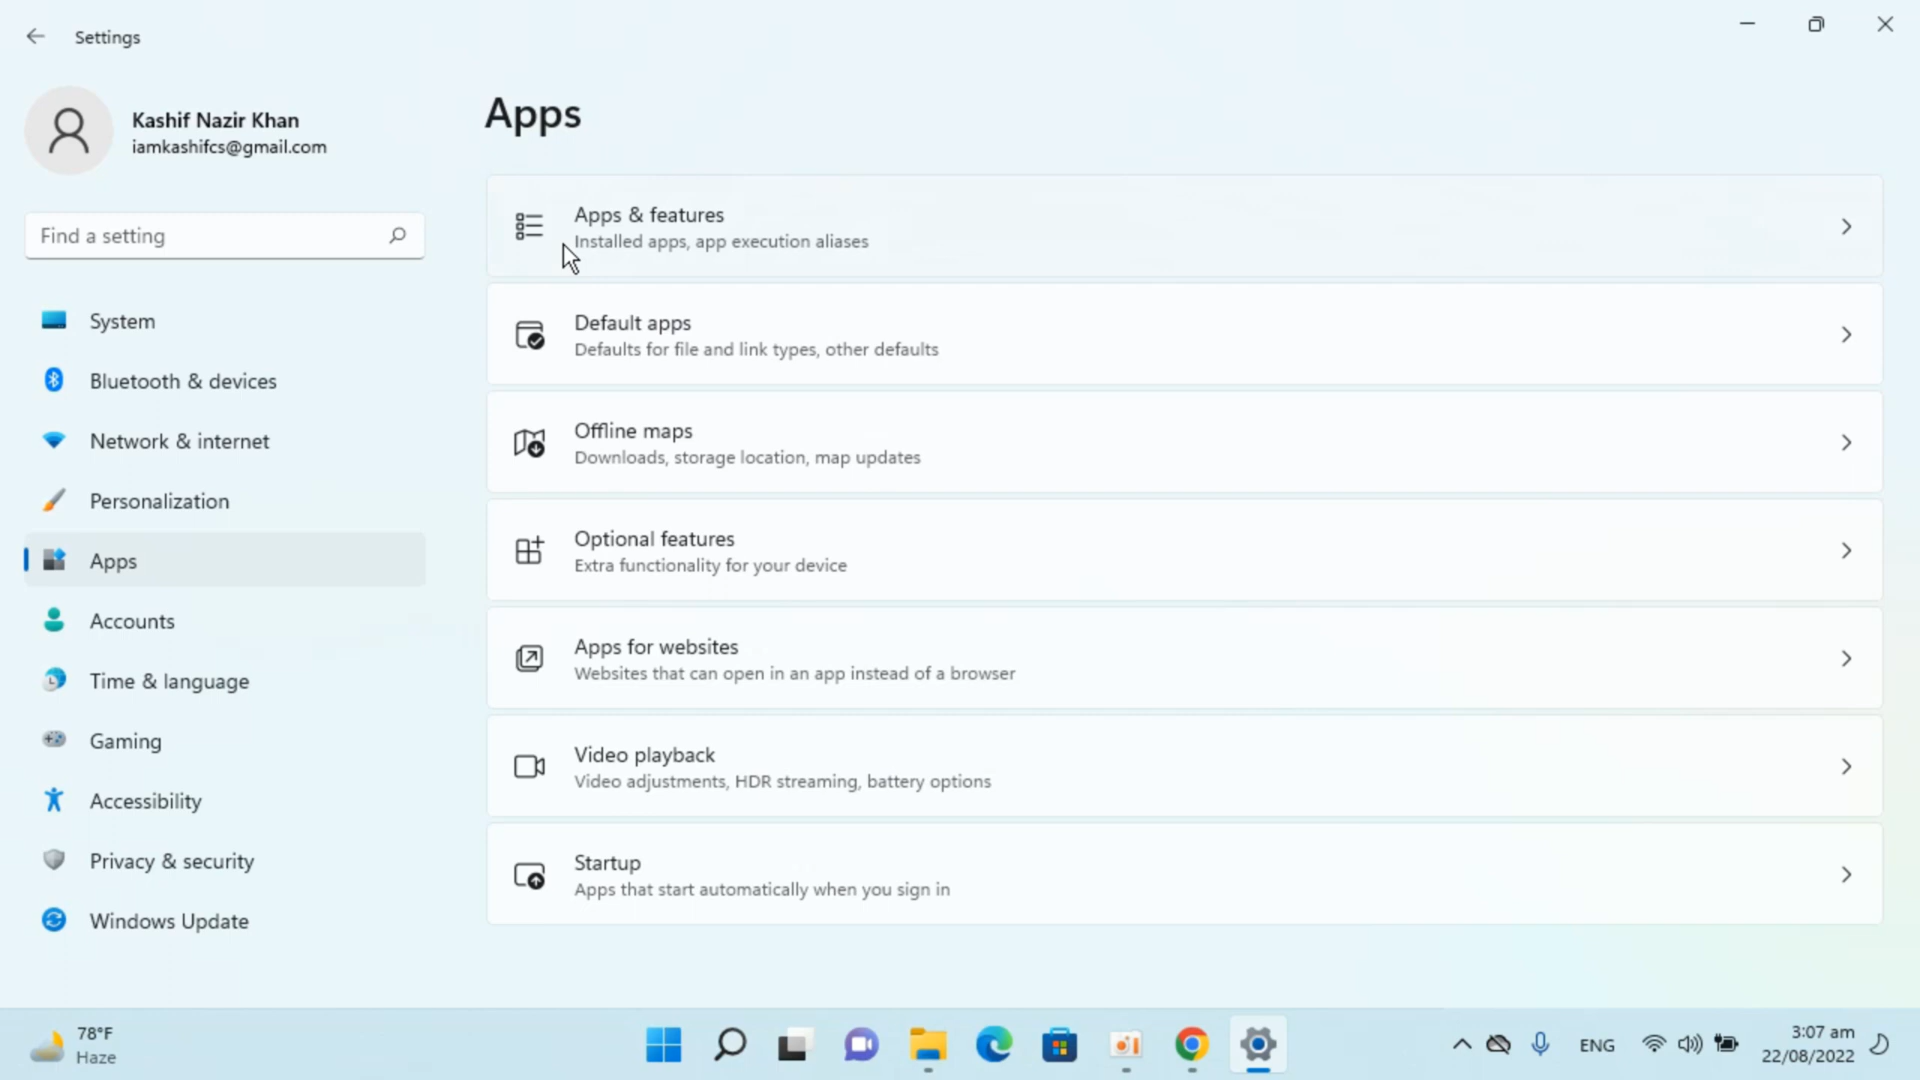 Settings
Kashif Nazir Khan
iamkashifcs@gmail.com
Find a setting
System
Bluetooth & devices
Network & internet
Personalization
Apps
Accounts
Time & language
Gaming
Accessibility
Privacy & security
Windows Update
Apps
Apps & features
Installed apps, app execution aliases
Default apps
Defaults for file and link types, other defaults
Offline maps
Downloads, storage location, map updates
Optional features
Extra functionality for your device
Apps for websites
Websites that can open in an app instead of a browser
Video playback
Video adjustments, HDR streaming, battery options
Startup
Apps that start automatically when you sign in
78°F
Haze
ENG
3:07 am
22/08/2022